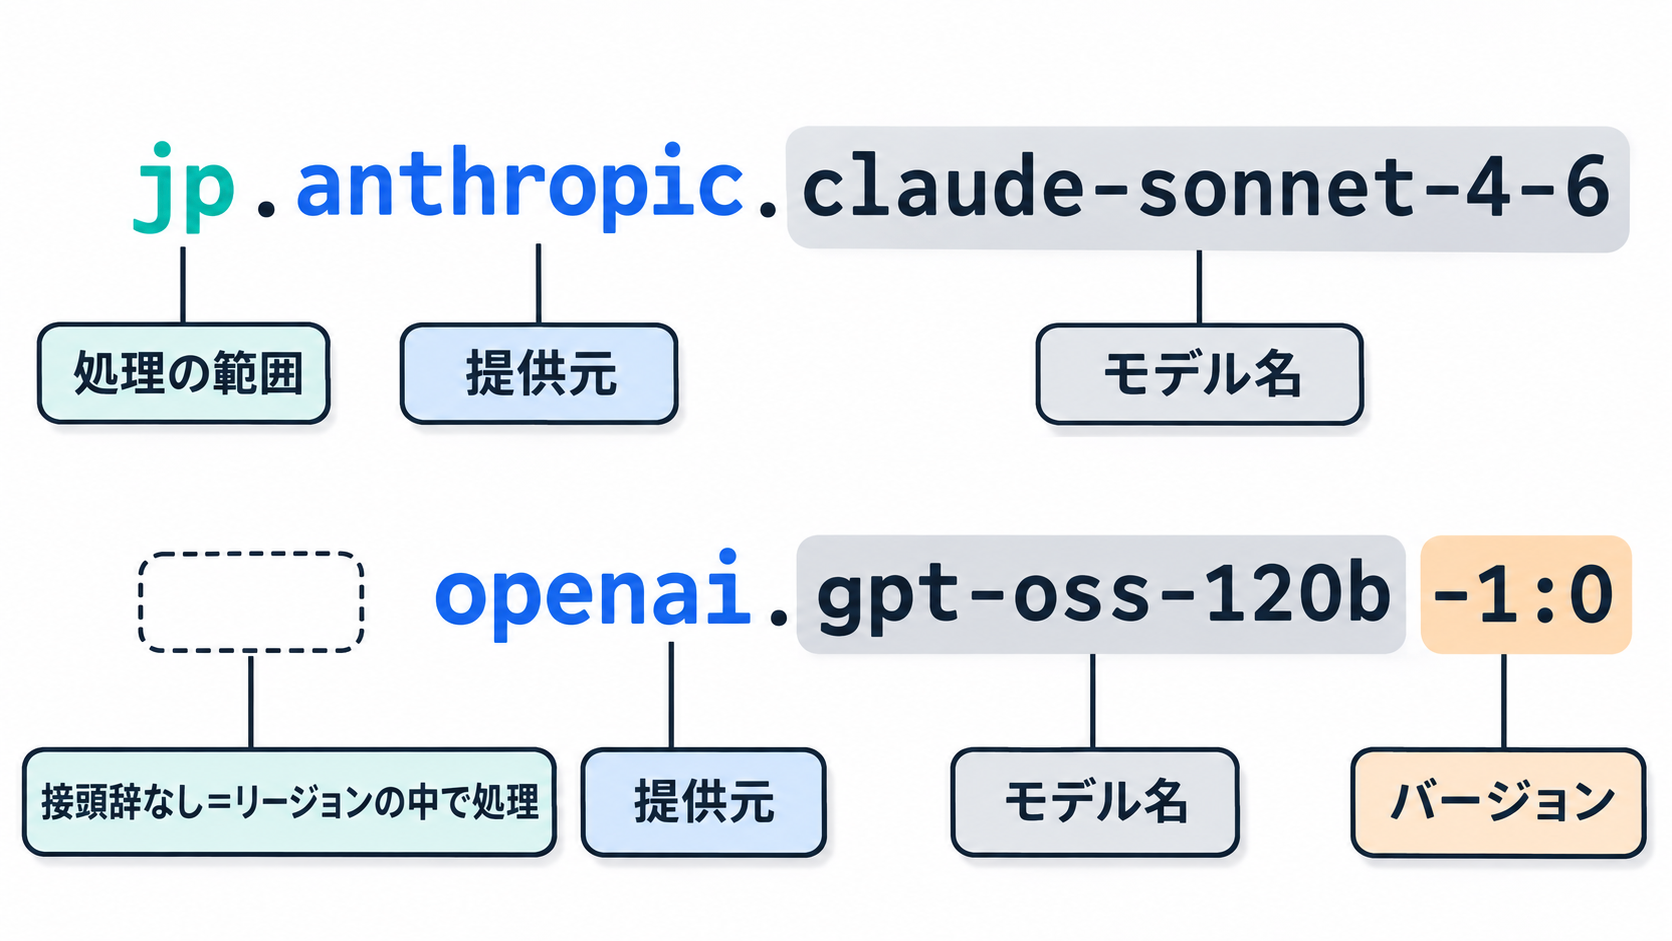 jp.anthropic.claude-sonnet-4-6
処理の範囲
提供元
モデル名
openai.gpt-oss-120b-1:0
接頭辞なし=リージョンの中で処理
提供元
モデル名
バージョン